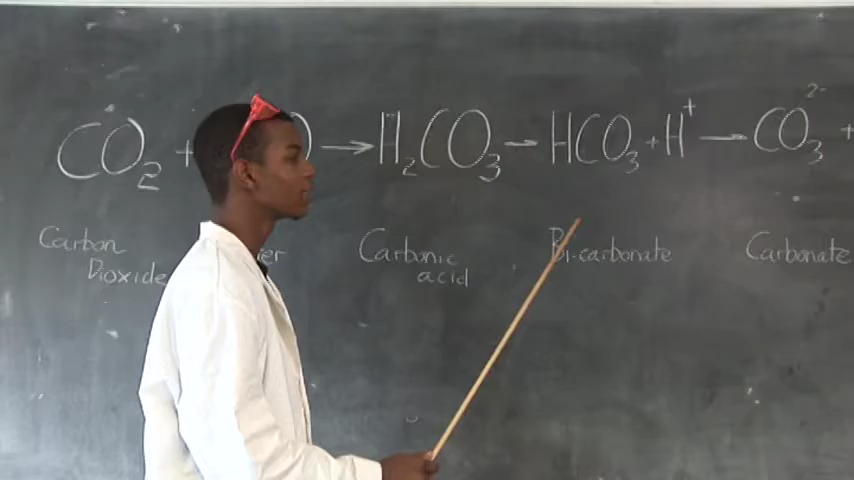 CO2 + O → H2CO3 → HCO3 + H+ → CO3 2- +
Carbon Carbonic Bi-carbonate Carbonate
Dioxide acid